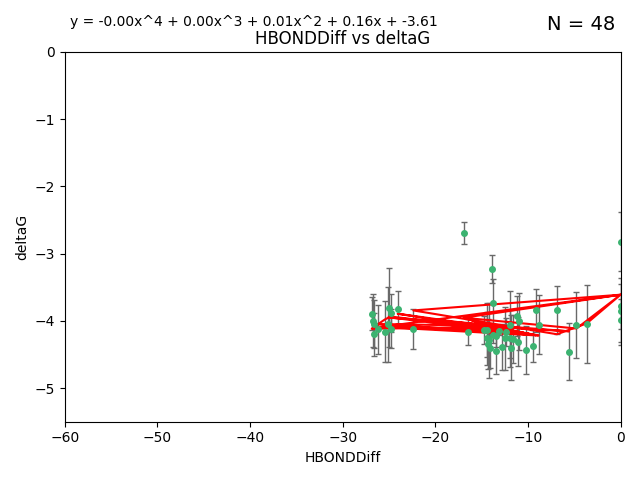 y = -0.00x^4 + 0.00x^3 + 0.01x^2 + 0.16x + -3.61
N = 48
HBONDDiff vs deltaG
0
−1
−2
−3
−4
−5
deltaG
−60 −50 −40 −30 −20 −10 0
HBONDDiff